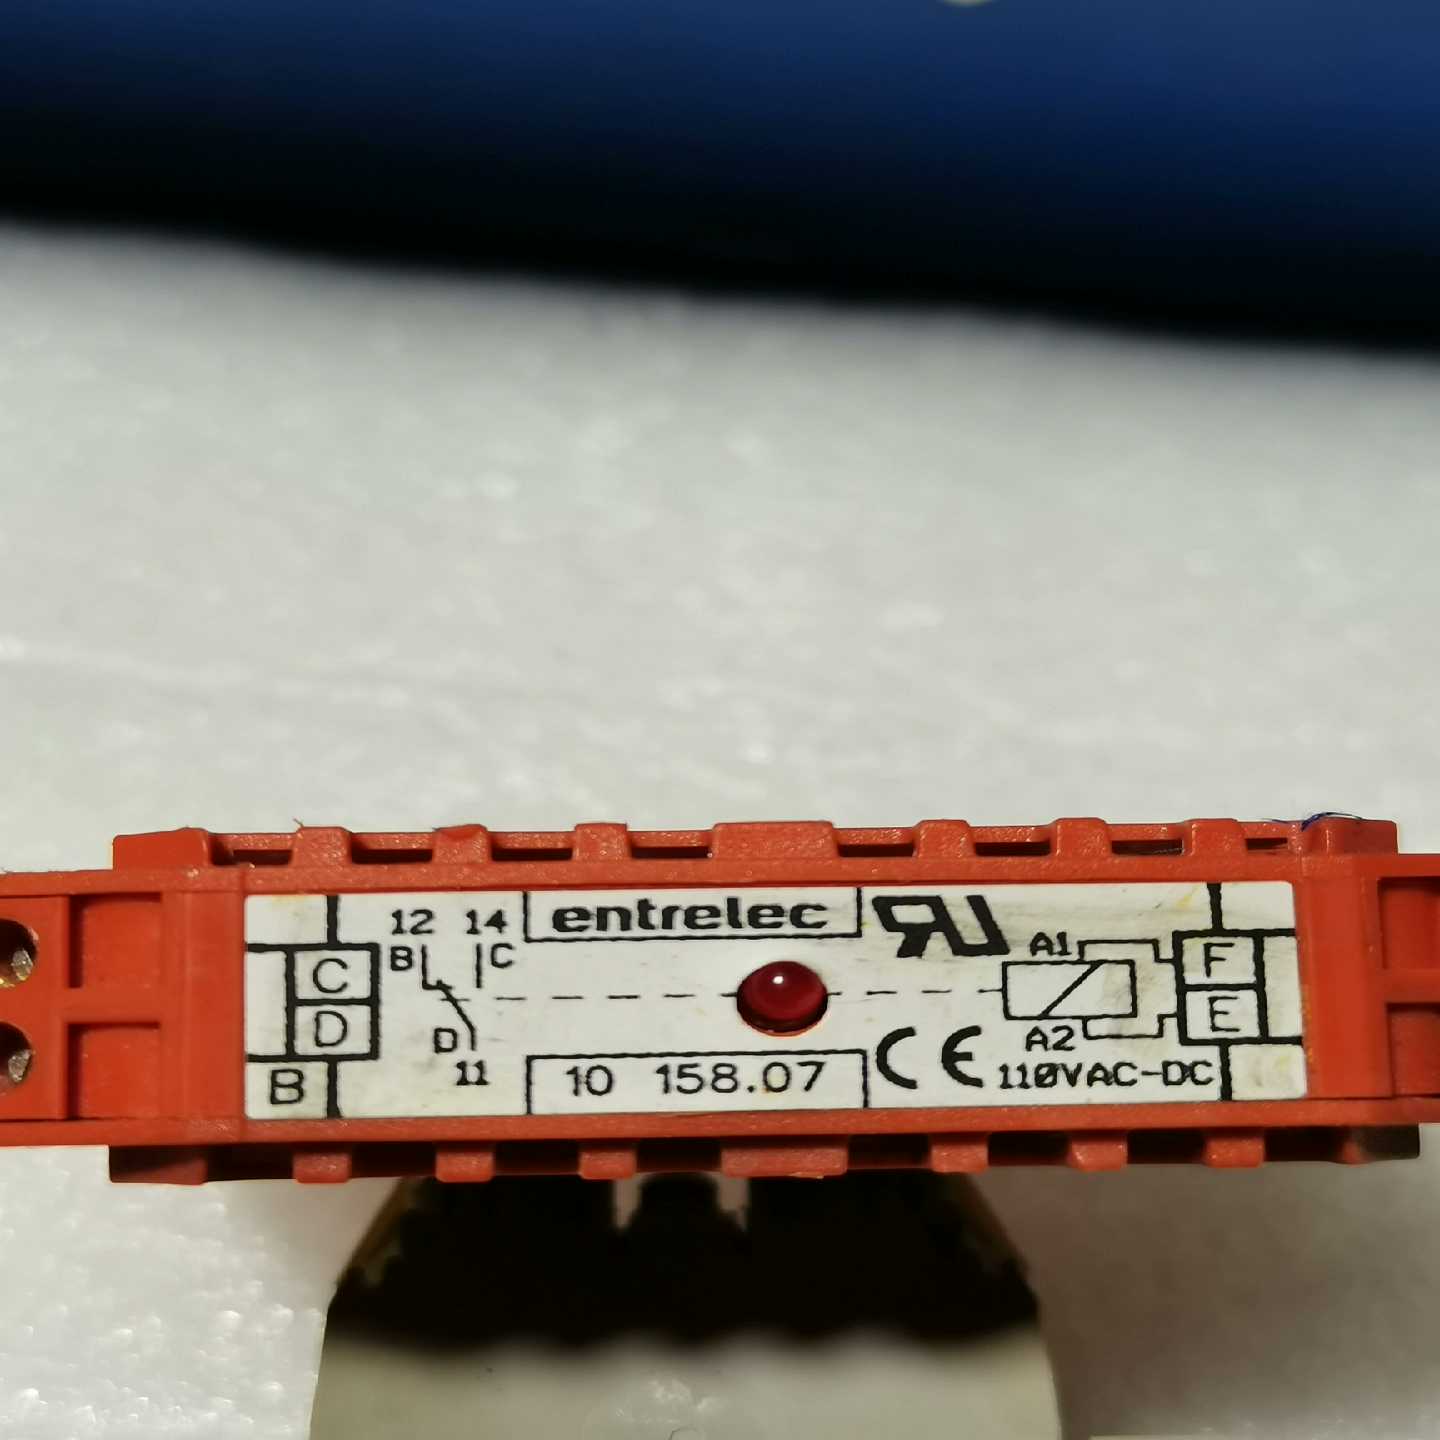 12 14 entrelec
B C A1
C F
D E
D A2
11 110VAC-DC
B 10 158.07 CE